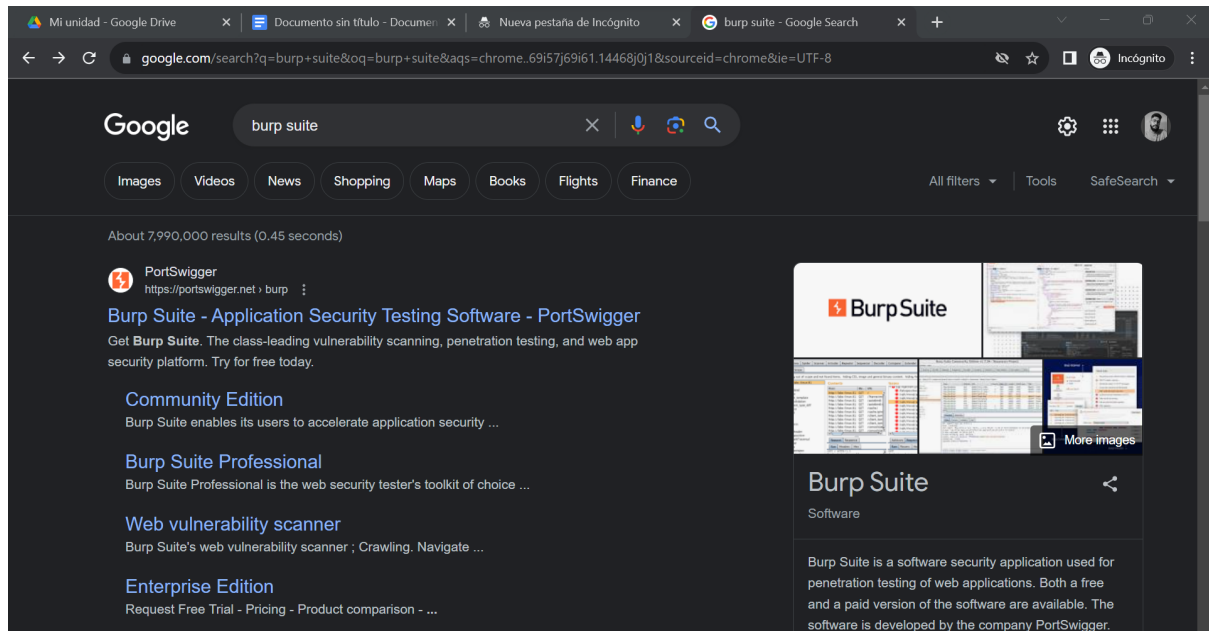 Mi unidad - Google Drive
Documento sin título - Documen
Nueva pestaña de Incógnito
burp suite - Google Search
google.com/search?q=burp+suite&oq=burp+suite&aqs=chrome..69i57j69i61.14468j0j1&sourceid=chrome&ie=UTF-8
Incógnito
Google
burp suite
Images
Videos
News
Shopping
Maps
Books
Flights
Finance
All filters
Tools
SafeSearch
About 7,990,000 results (0.45 seconds)
PortSwigger
https://portswigger.net › burp
Burp Suite - Application Security Testing Software - PortSwigger
Get Burp Suite. The class-leading vulnerability scanning, penetration testing, and web app
security platform. Try for free today.
Community Edition
Burp Suite enables its users to accelerate application security ...
Burp Suite Professional
Burp Suite Professional is the web security tester's toolkit of choice ...
Web vulnerability scanner
Burp Suite's web vulnerability scanner ; Crawling. Navigate ...
Enterprise Edition
Request Free Trial - Pricing - Product comparison - ...
Burp Suite
More images
Burp Suite
Software
Burp Suite is a software security application used for
penetration testing of web applications. Both a free
and a paid version of the software are available. The
software is developed by the company PortSwigger.